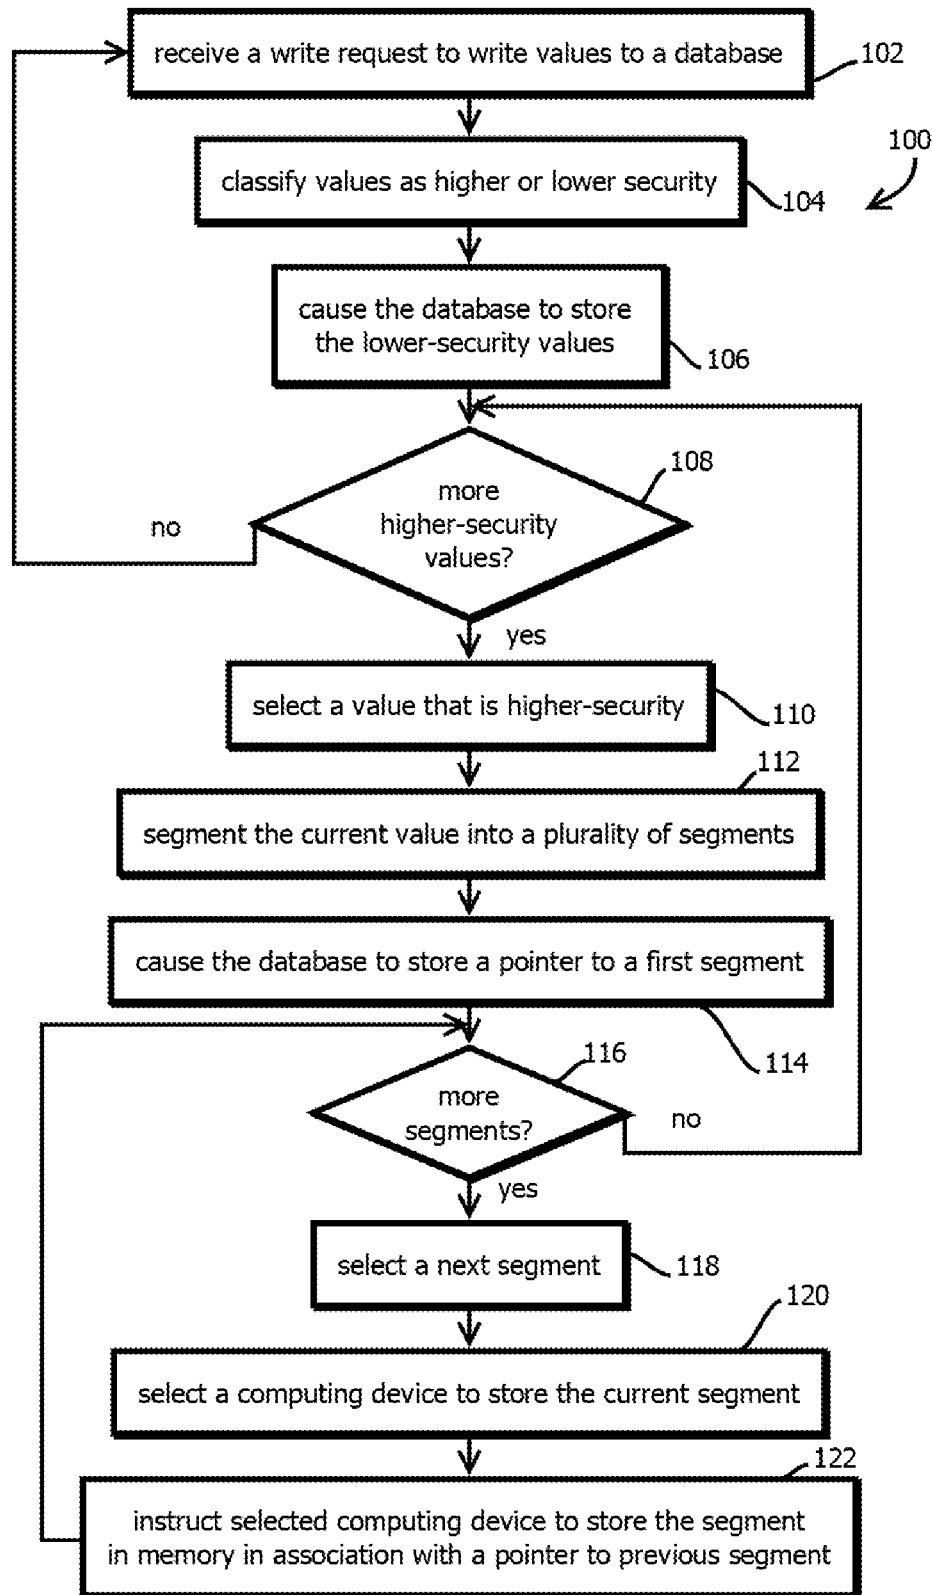 receive a write request to write values to a database
102
100
classify values as higher or lower security
104
cause the database to store
the lower-security values
106
108
more
higher-security
values?
no
yes
select a value that is higher-security
110
112
segment the current value into a plurality of segments
cause the database to store a pointer to a first segment
114
116
more
segments?
no
yes
select a next segment
118
120
select a computing device to store the current segment
122
instruct selected computing device to store the segment
in memory in association with a pointer to previous segment